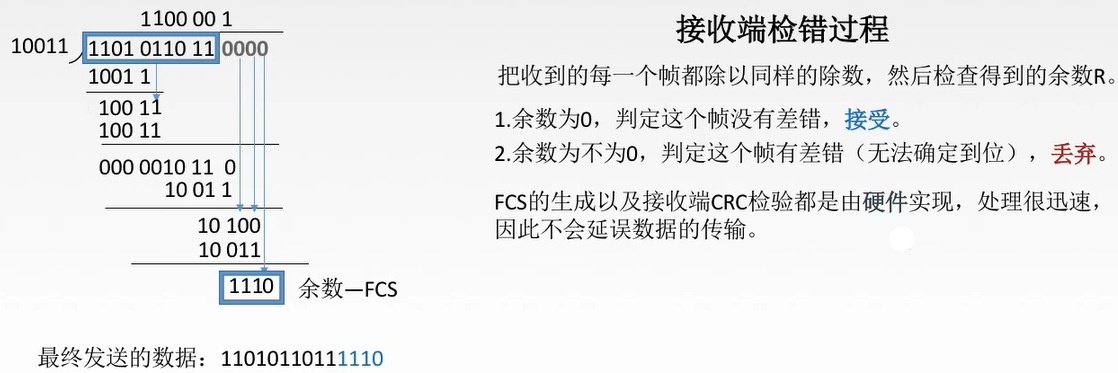 1100 00 1
10011
1101 0110 11 0000
1001 1
100 11
100 11
000 0010 11 0
10 01 1
10 100
10 011
1110 余数—FCS
最终发送的数据：11010110111110
接收端检错过程
把收到的每一个帧都除以同样的除数，然后检查得到的余数R。
1.余数为0，判定这个帧没有差错，接受。
2.余数为不为0，判定这个帧有差错（无法确定到位），丢弃。
FCS的生成以及接收端CRC检验都是由硬件实现，处理很迅速，
因此不会延误数据的传输。